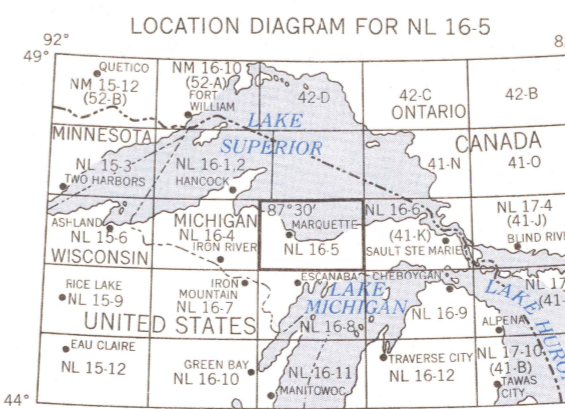 LOCATION DIAGRAM FOR NL 16-5
92°
49°
QUETICO
NM 15-12
(52-B)
NM 16-10
(52-A)
FORT
WILLIAM
42-D
42-C
42-B
ONTARIO
LAKE
SUPERIOR
MINNESOTA
CANADA
NL 15-3
TWO HARBORS
NL 16-1,2
HANCOCK
41-N
41-O
87°30'
MICHIGAN
ASHLAND
NL 15-6
WISCONSIN
NL 16-4
IRON RIVER
MARQUETTE
NL 16-5
NL 16-6
(41-K)
SAULT STE MARIE
NL 17-4
(41-J)
BLIND RIVE
RICE LAKE
NL 15-9
IRON
MOUNTAIN
NL 16-7
ESCANABA
LAKE
MICHIGAN
NL 16-8
CHEBOYGAN
NL 16-9
LAKE HURO
NL 17
(41-
ALPENA
UNITED STATES
EAU CLAIRE
NL 15-12
GREEN BAY
NL 16-10
NL 16-11
MANITOWOC
TRAVERSE CITY
NL 16-12
NL 17-10
(41-B)
TAWAS
CITY
44°